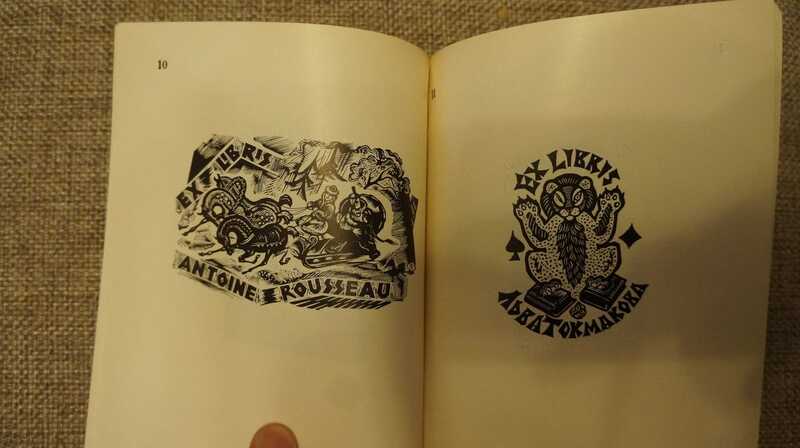 10
EX LIBRIS
ANTOINE ROUSSEAU
11
EX LIBRIS
ЛЬВА ТОКМАКОВА